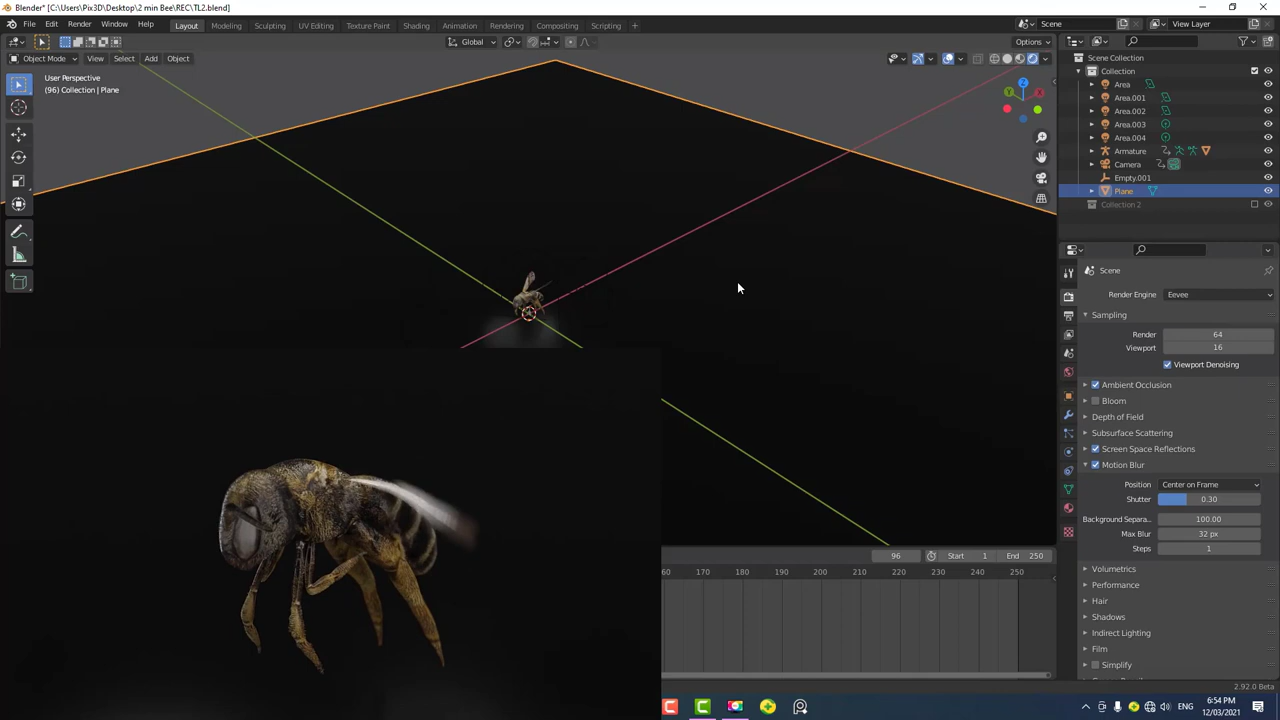 Blender* [C:\Users\Pix3D\Desktop\2 min Bee\REC\TL2.blend]
File Edit Render Window Help Layout Modeling Sculpting UV Editing Texture Paint Shading Animation Rendering Compositing Scripting + Scene View Layer
Global Options
Object Mode View Select Add Object
User Perspective
(96) Collection | Plane
Scene Collection
Collection
Area
Area.001
Area.002
Area.003
Area.004
Armature
Camera
Empty.001
Plane
Collection 2
Scene
Render Engine Eevee
Sampling
Render 64
Viewport 16
Viewport Denoising
Ambient Occlusion
Bloom
Depth of Field
Subsurface Scattering
Screen Space Reflections
Motion Blur
Position Center on Frame
Shutter 0.30
Background Separa... 100.00
Max Blur 32 px
Steps 1
Volumetrics
Performance
Hair
Shadows
Indirect Lighting
Film
Simplify
96 Start 1 End 250
60 170 180 190 200 210 220 230 240 250
2.92.0 Beta
ENG
6:54 PM
12/03/2021